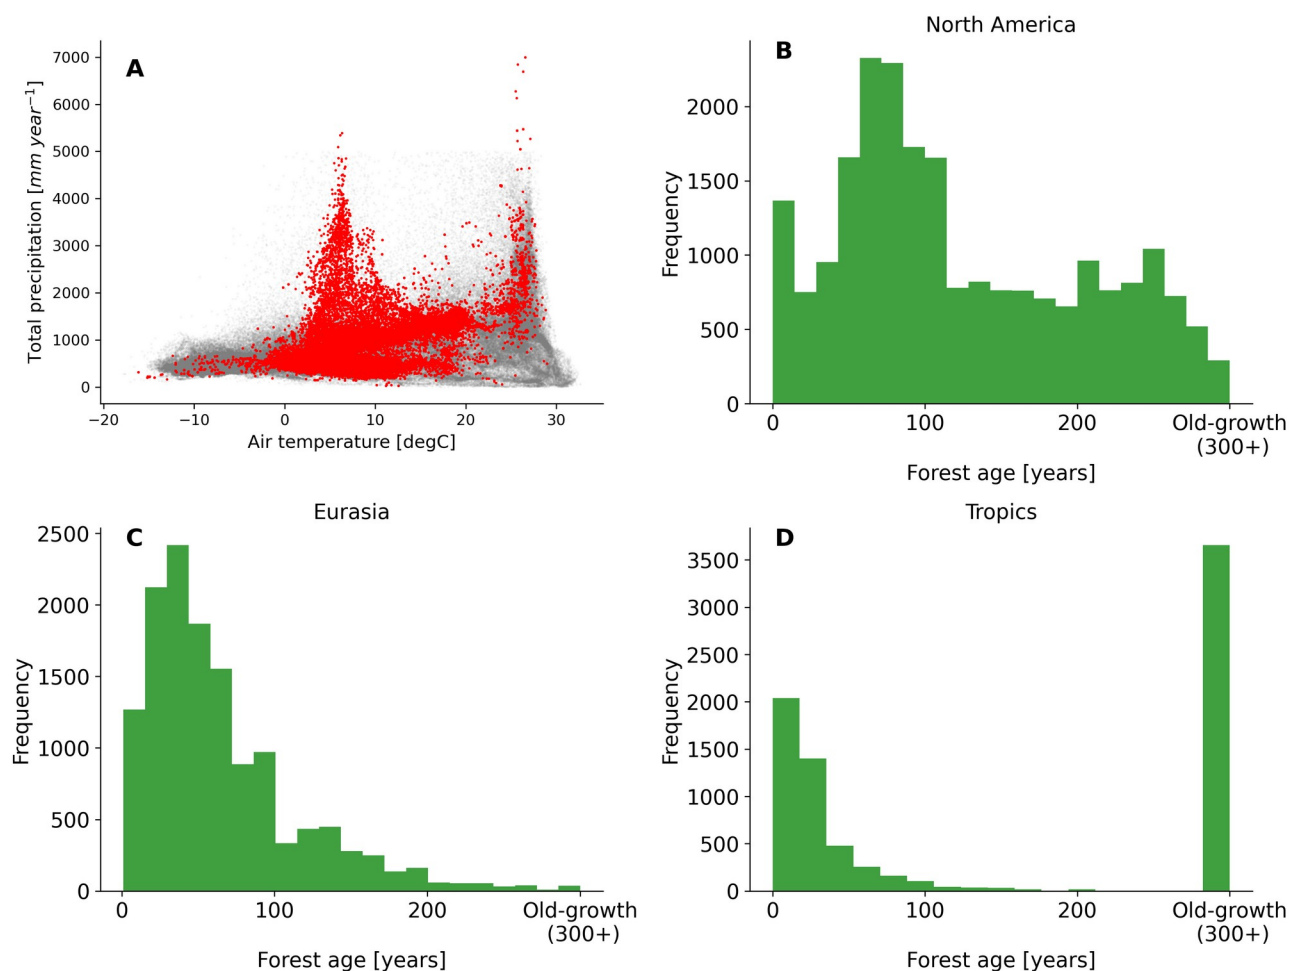 A
Total precipitation [mm year⁻¹]
7000
6000
5000
4000
3000
2000
1000
0
−20 −10 0 10 20 30
Air temperature [degC]
North America
B
Frequency
2000
1500
1000
500
0
0 100 200 Old-growth
(300+)
Forest age [years]
Eurasia
C
Frequency
2500
2000
1500
1000
500
0
0 100 200 Old-growth
(300+)
Forest age [years]
Tropics
D
Frequency
3500
3000
2500
2000
1500
1000
500
0
0 100 200 Old-growth
(300+)
Forest age [years]